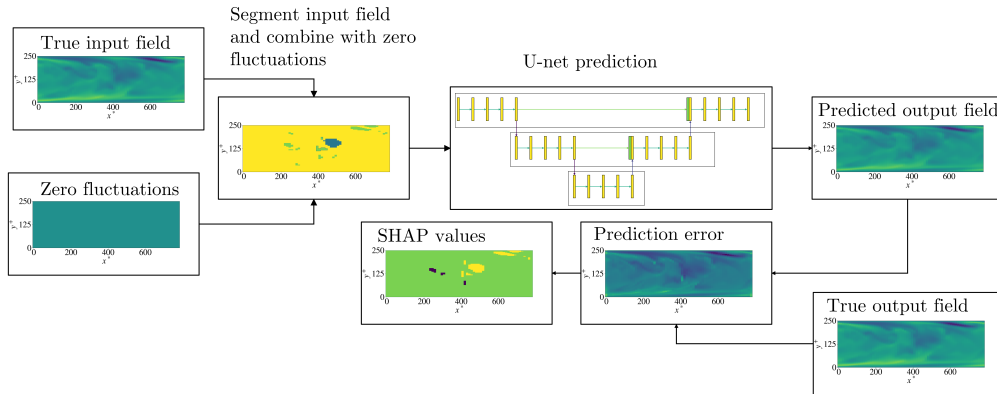 Segment input field
and combine with zero
fluctuations
True input field
250
125
0
y+
0 200 400 600
x+
U-net prediction
250
125
0
y+
0 200 400 600
x+
Predicted output field
250
125
0
y+
0 200 400 600
x+
Zero fluctuations
250
125
0
y+
0 200 400 600
x+
SHAP values
250
125
0
y+
0 200 400 600
x+
Prediction error
250
125
0
y+
0 200 400 600
x+
True output field
250
125
0
y+
0 200 400 600
x+